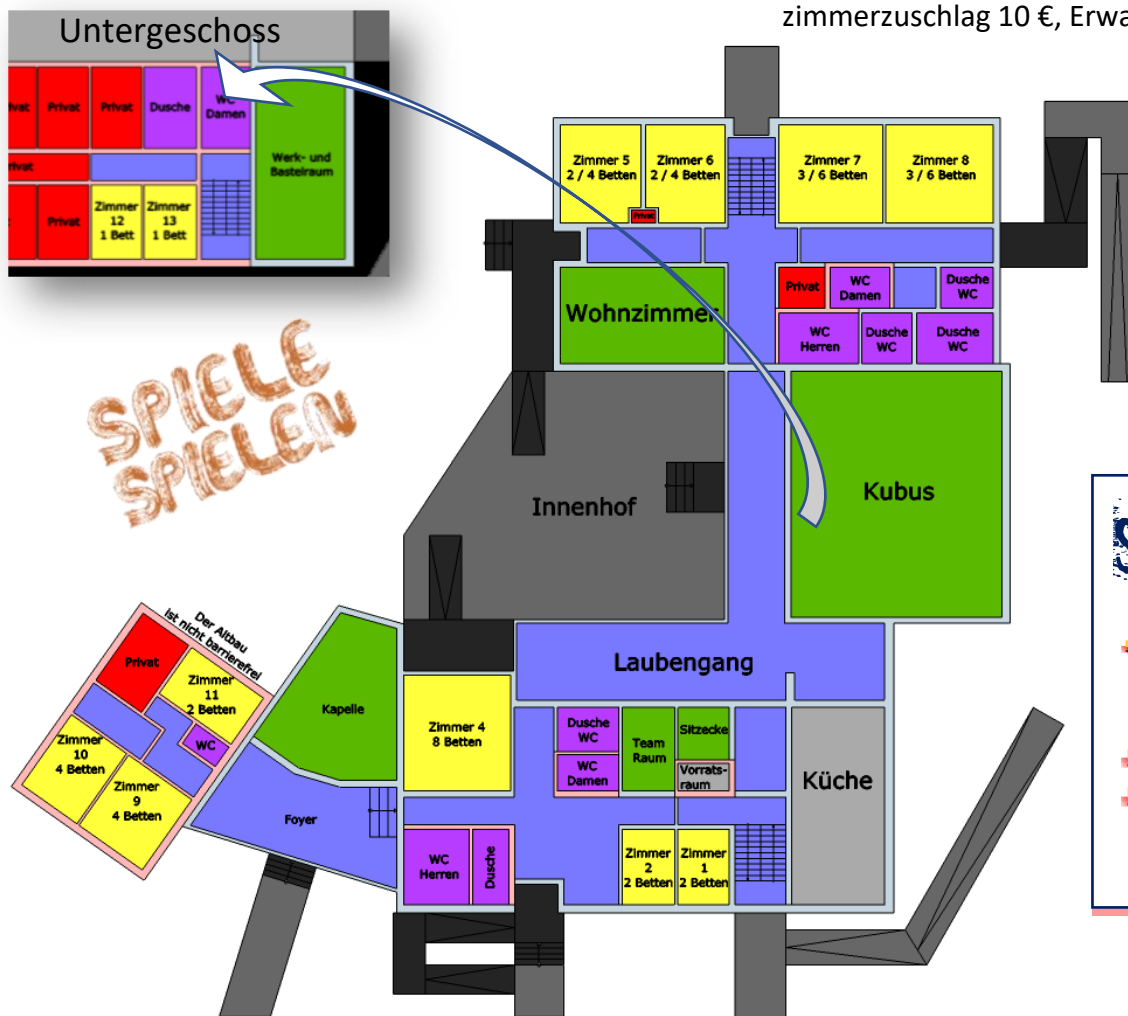 zimmerzuschlag 10 €, Erwa
Untergeschoss
Privat
Privat
Dusche
WC
Damen
Werk- und
Bastelraum
Privat
Zimmer
12
1 Bett
Zimmer
13
1 Bett
Zimmer 5
2 / 4 Betten
Zimmer 6
2 / 4 Betten
Zimmer 7
3 / 6 Betten
Zimmer 8
3 / 6 Betten
Privat
Wohnzimmer
Privat
WC
Damen
Dusche
WC
WC
Herren
Dusche
WC
Dusche
WC
SPIELE
SPIELEN
Innenhof
Kubus
Der Altbau
ist nicht barrierefrei
Privat
Zimmer
11
2 Betten
WC
Zimmer
10
4 Betten
Zimmer
9
4 Betten
Kapelle
Foyer
Laubengang
Zimmer 4
8 Betten
Dusche
WC
WC
Damen
Team
Raum
Sitzecke
Vorrats-
raum
Küche
WC
Herren
Dusche
Zimmer
2
2 Betten
Zimmer
1
2 Betten